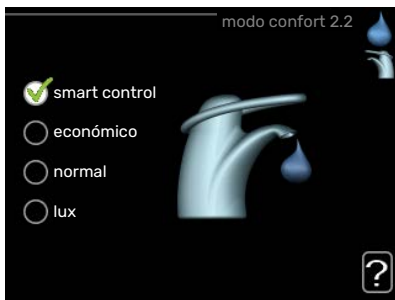 modo confort 2.2
smart control
económico
normal
lux
?